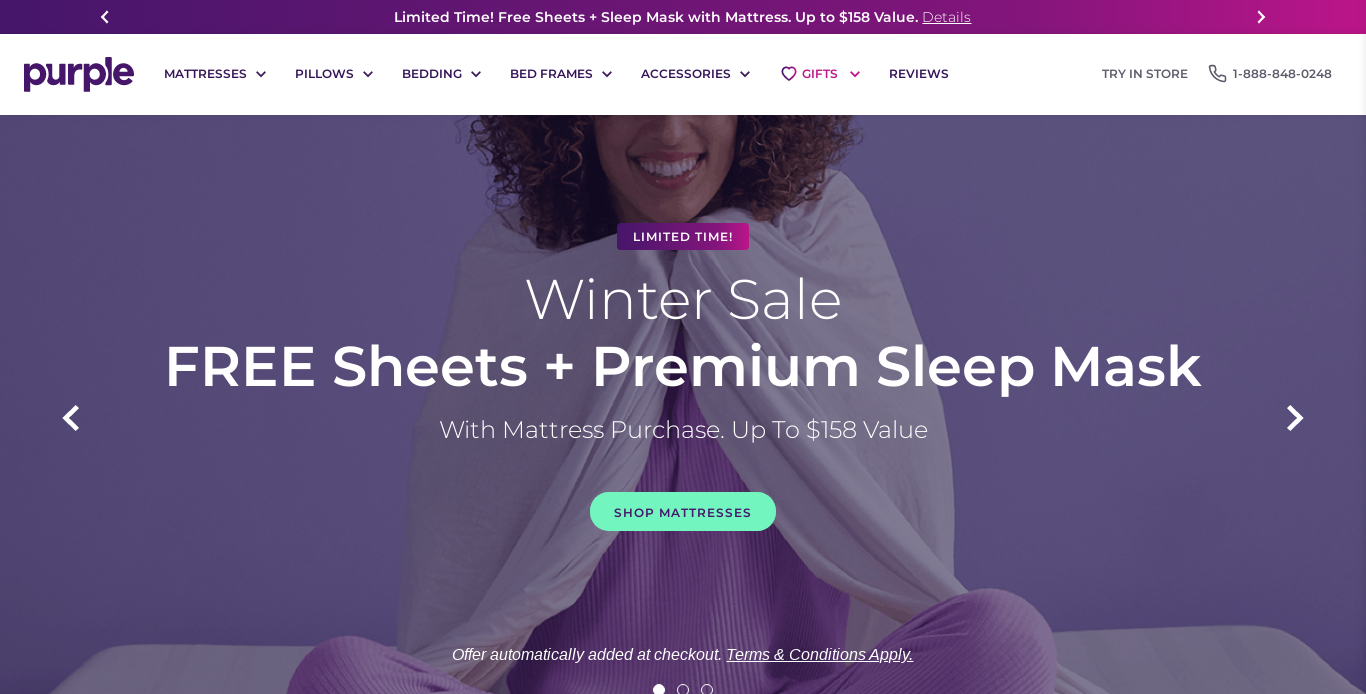 Limited Time! Free Sheets + Sleep Mask with Mattress. Up to $158 Value. Details
purple MATTRESSES PILLOWS BEDDING BED FRAMES ACCESSORIES GIFTS REVIEWS TRY IN STORE 1-888-848-0248
LIMITED TIME!
Winter Sale
FREE Sheets + Premium Sleep Mask
With Mattress Purchase. Up To $158 Value
SHOP MATTRESSES
Offer automatically added at checkout. Terms & Conditions Apply.